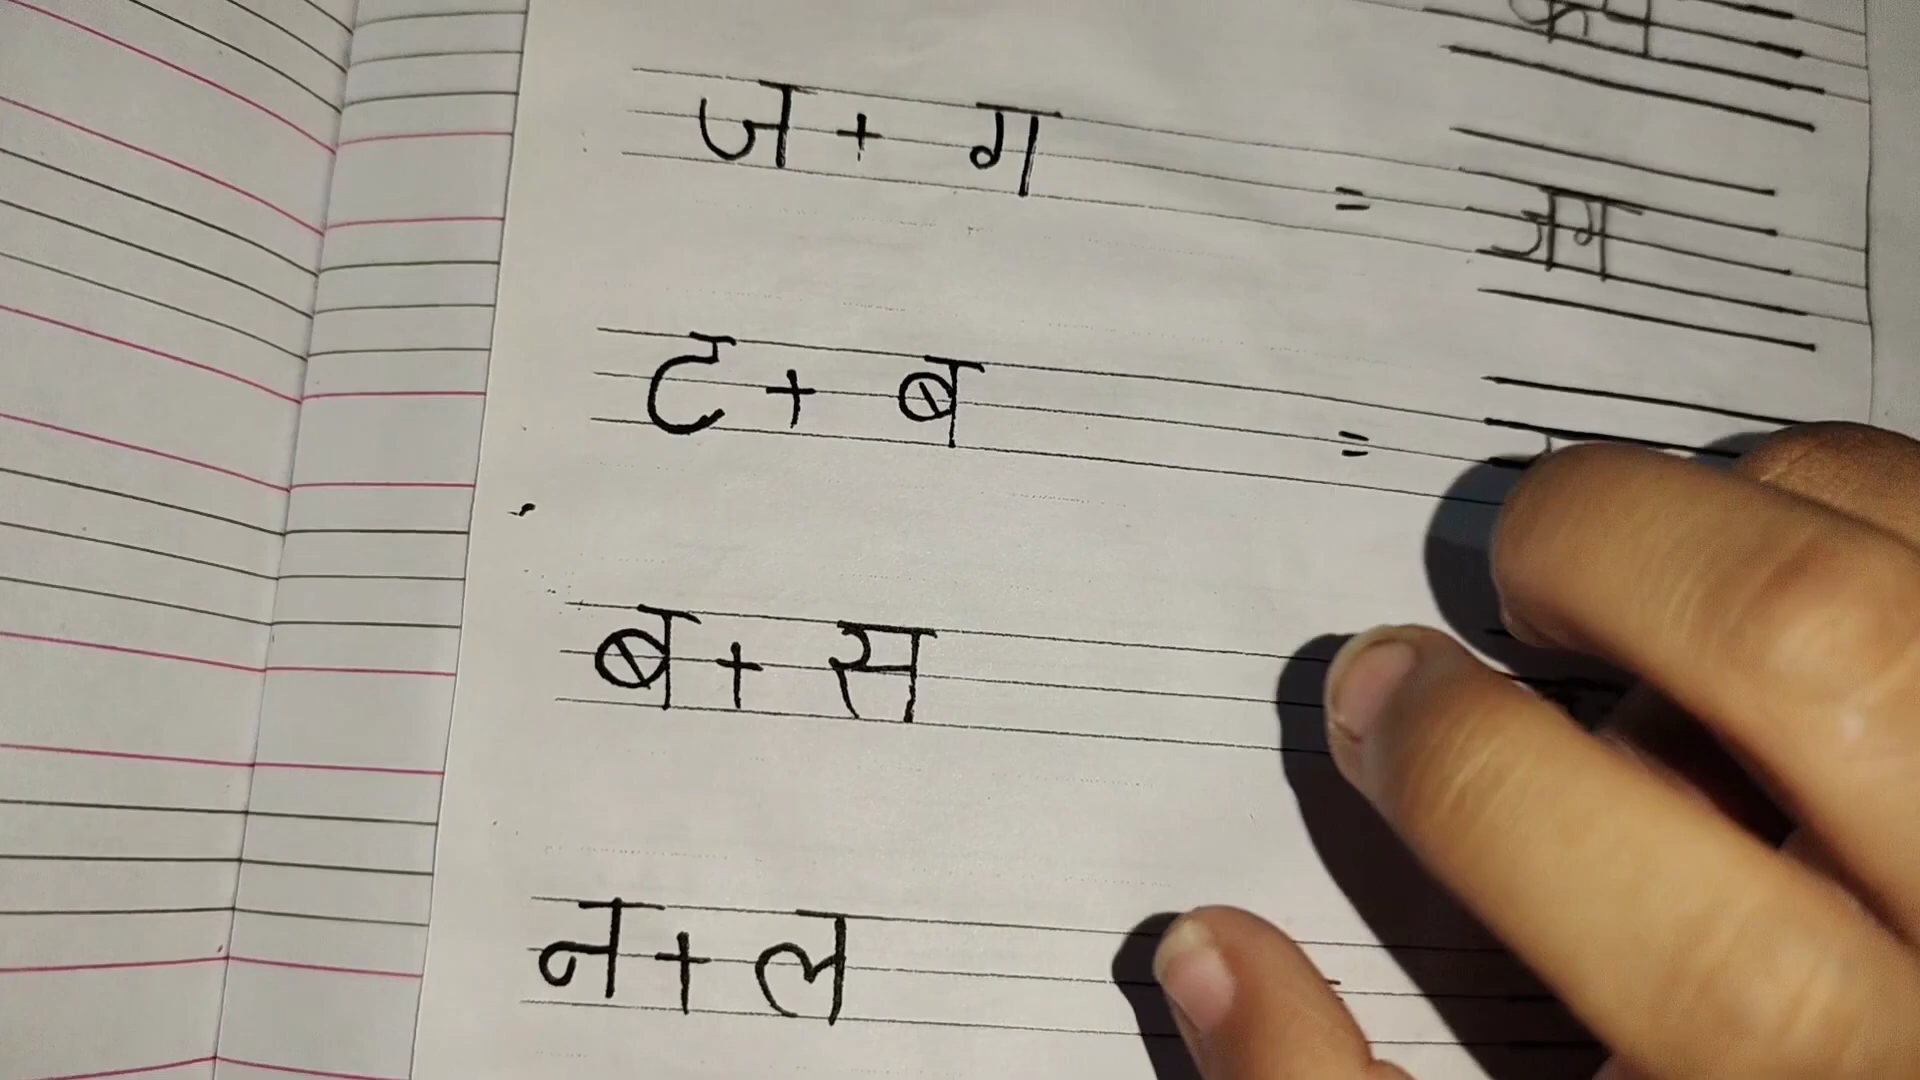 ज + ग = जग
ट + ब =
ब + स
न + ल